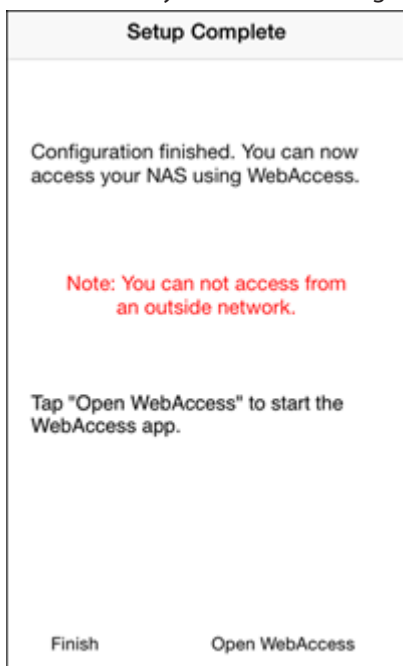 Setup Complete
Configuration finished. You can now
access your NAS using WebAccess.
Note: You can not access from
an outside network.
Tap "Open WebAccess" to start the
WebAccess app.
Finish Open WebAccess